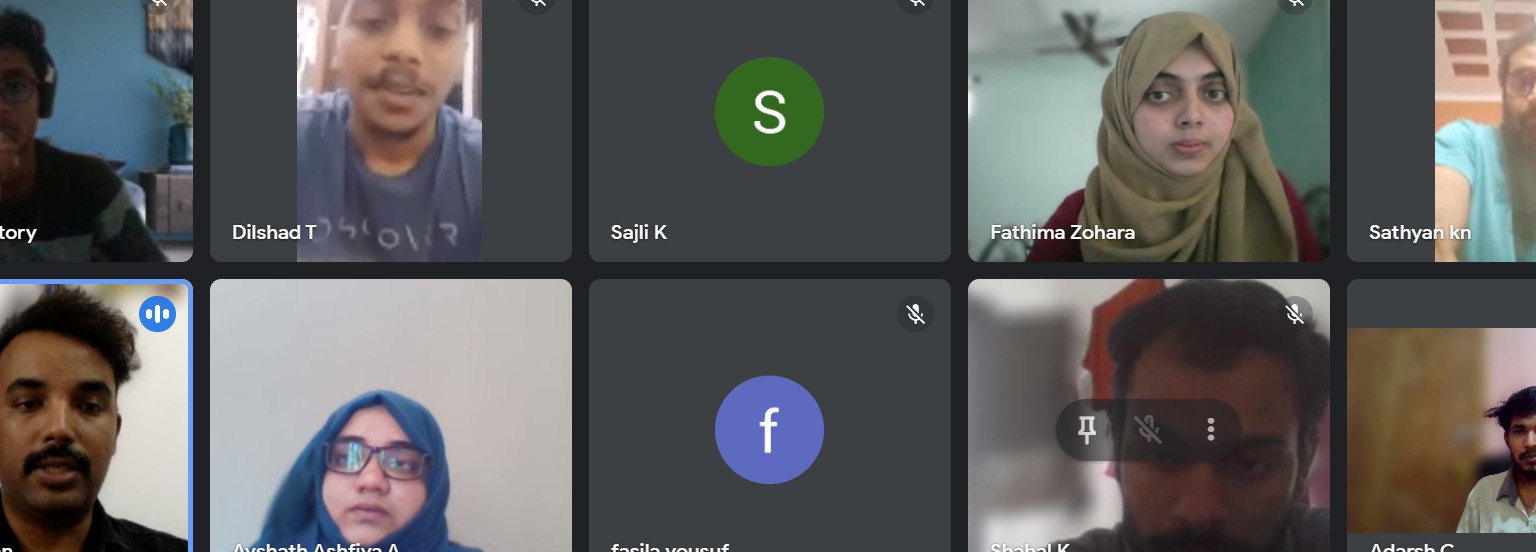 tory
Dilshad T
S
Sajli K
Fathima Zohara
Sathyan kn
f
Ayshath Ashfiya A
fasila yousuf
Shahal K
Adarsh C